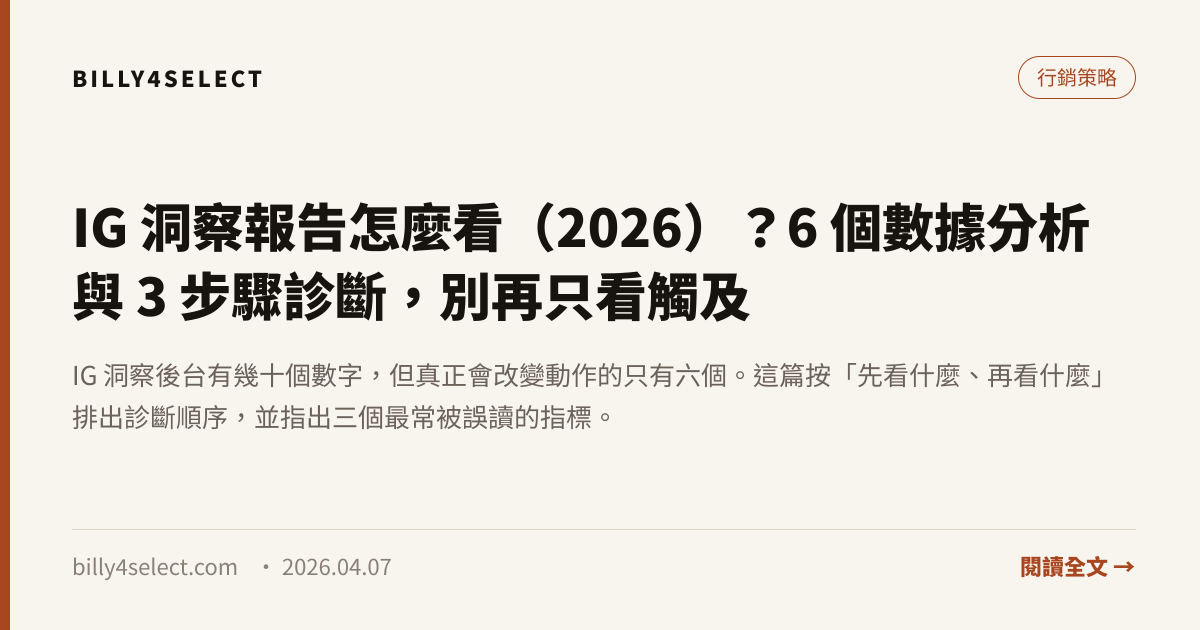 BILLY4SELECT
行銷策略
IG 洞察報告怎麼看（2026）？6 個數據分析
與 3 步驟診斷，別再只看觸及
IG 洞察後台有幾十個數字，但真正會改變動作的只有六個。這篇按「先看什麼、再看什麼」
排出診斷順序，並指出三個最常被誤讀的指標。
billy4select.com ・ 2026.04.07
閱讀全文 →